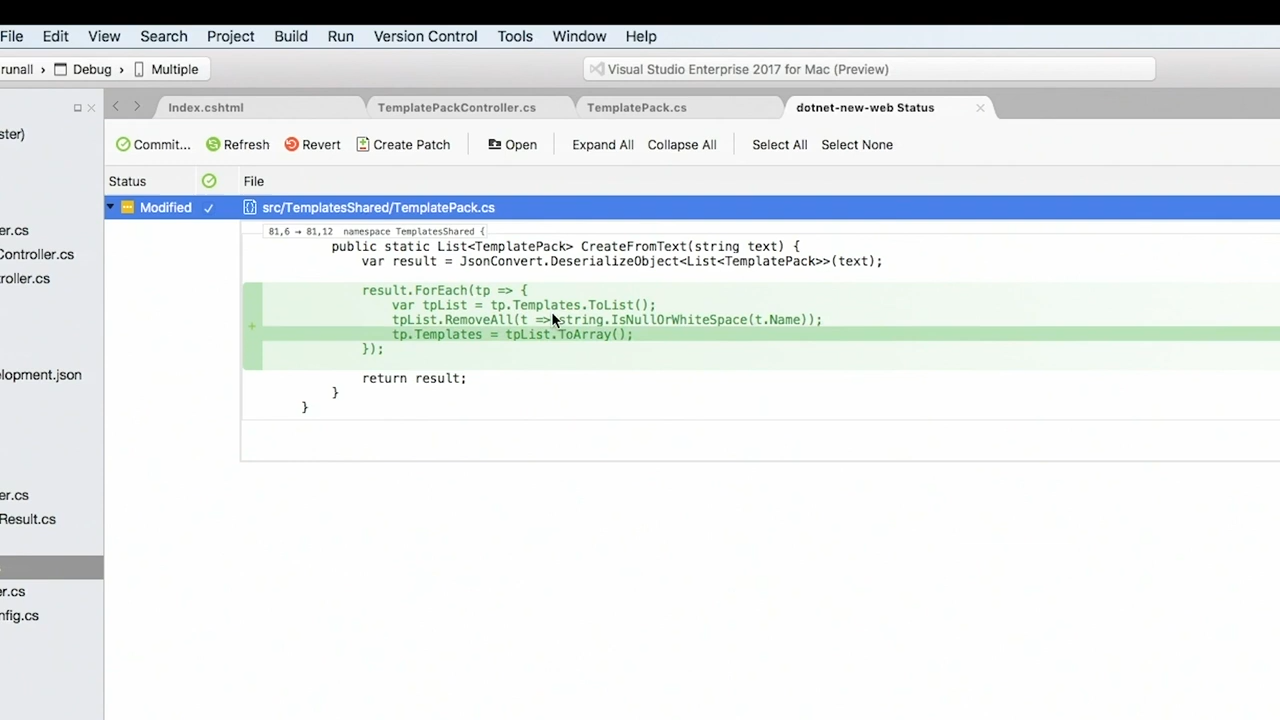 File Edit View Search Project Build Run Version Control Tools Window Help
runall › Debug › Multiple Visual Studio Enterprise 2017 for Mac (Preview)
Index.cshtml TemplatePackController.cs TemplatePack.cs dotnet-new-web Status
ster) Commit... Refresh Revert Create Patch Open Expand All Collapse All Select All Select None
Status File
Modified src/TemplatesShared/TemplatePack.cs
er.cs 81,6 → 81,12 namespace TemplatesShared {
public static List<TemplatePack> CreateFromText(string text) {
Controller.cs var result = JsonConvert.DeserializeObject<List<TemplatePack>>(text);
roller.cs
result.ForEach(tp => {
var tpList = tp.Templates.ToList();
tpList.RemoveAll(t => string.IsNullOrWhiteSpace(t.Name));
+ tp.Templates = tpList.ToArray();
});
elopment.json return result;
}
}
er.cs
Result.cs
er.cs
nfig.cs